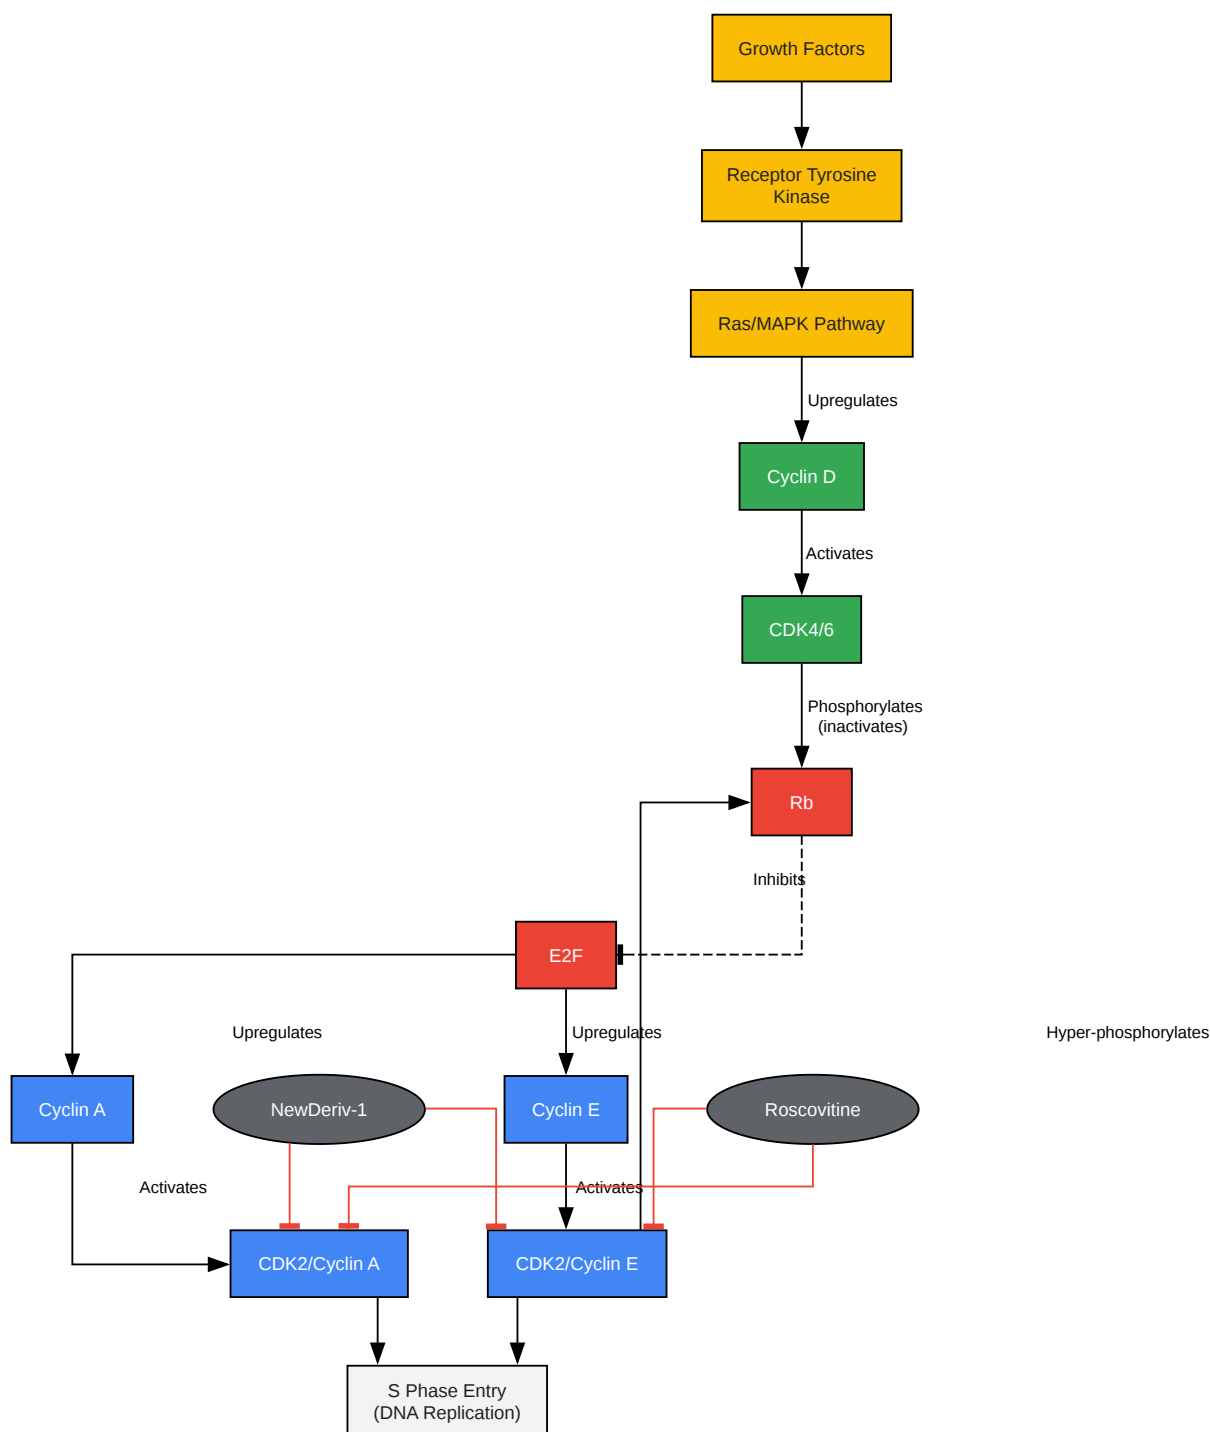 Growth Factors
Receptor Tyrosine
Kinase
Ras/MAPK Pathway
Upregulates
Cyclin D
Activates
CDK4/6
Phosphorylates
(inactivates)
Rb
Inhibits
E2F
Upregulates
Upregulates
Hyper-phosphorylates
Cyclin A
NewDeriv-1
Cyclin E
Roscovitine
Activates
Activates
CDK2/Cyclin A
CDK2/Cyclin E
S Phase Entry
(DNA Replication)